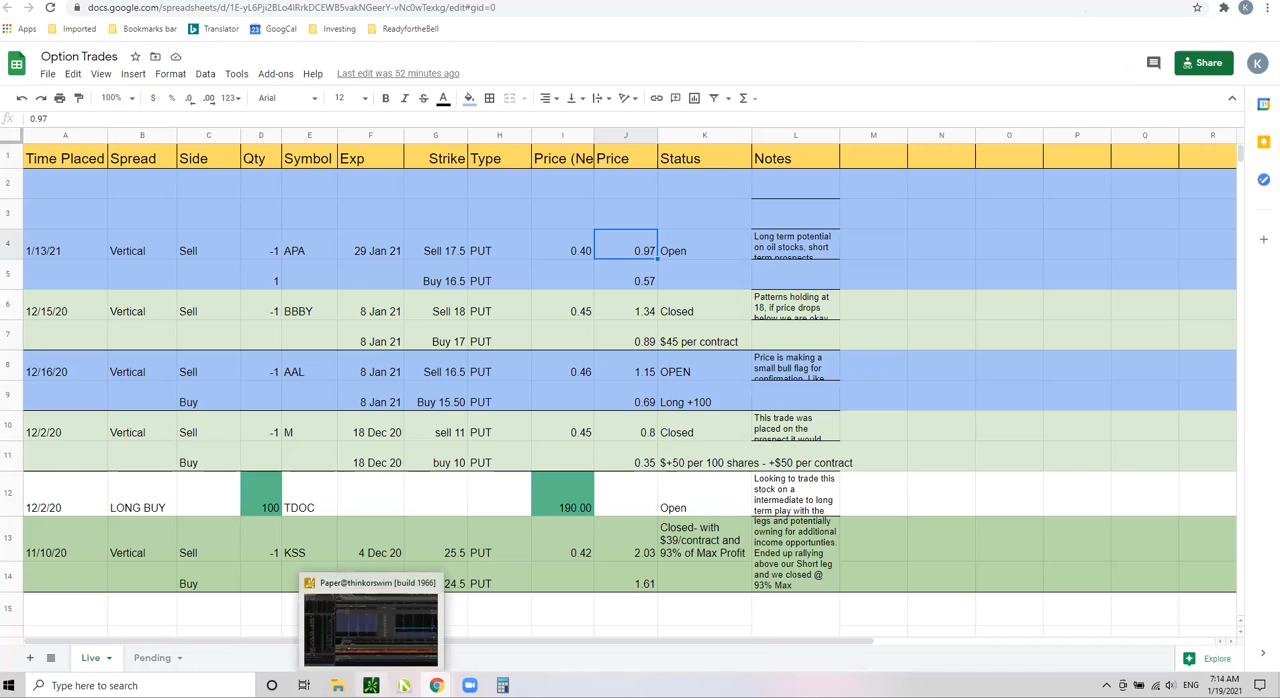 docs.google.com/spreadsheets/d/1E-yL6Pji2BLo4lRrkDCEWB5vakNGeerY-vNc0wTexkg/edit#gid=0
K
Apps Imported Bookmarks bar Translator GoogCal Investing ReadyfortheBell
Option Trades
File Edit View Insert Format Data Tools Add-ons Help Last edit was 52 minutes ago
Share
K
100% $ % .0 .00 123 Arial 12 B I S A
fx 0.97
A B C D E F G H I J K L M N O P Q R
1 Time Placed Spread Side Qty Symbol Exp Strike Type Price (Ne Price Status Notes
2
3
4 1/13/21 Vertical Sell -1 APA 29 Jan 21 Sell 17.5 PUT 0.40 0.97 Open
Long term potential
on oil stocks, short
term prospects
5 1 Buy 16.5 PUT 0.57
6 12/15/20 Vertical Sell -1 BBBY 8 Jan 21 Sell 18 PUT 0.45 1.34 Closed
Patterns holding at
18, if price drops
below we are okay
7 8 Jan 21 Buy 17 PUT 0.89 $45 per contract
8 12/16/20 Vertical Sell -1 AAL 8 Jan 21 Sell 16.5 PUT 0.46 1.15 OPEN
Price is making a
small bull flag for
confirmation. Like
9 Buy 8 Jan 21 Buy 15.50 PUT 0.69 Long +100
10 12/2/20 Vertical Sell -1 M 18 Dec 20 sell 11 PUT 0.45 0.8 Closed
This trade was
placed on the
prospect it would
11 Buy 18 Dec 20 buy 10 PUT 0.35 $+50 per 100 shares - +$50 per contract
12 12/2/20 LONG BUY 100 TDOC 190.00 Open
Looking to trade this
stock on a
intermediate to long
term play with the
13 11/10/20 Vertical Sell -1 KSS 4 Dec 20 25.5 PUT 0.42 2.03
Closed- with
$39/contract and
93% of Max Profit
legs and potentially
owning for additional
income opportunities.
Ended up rallying
above our Short leg
and we closed @
93% Max
14 Buy 24.5 PUT 1.61
15
Paper@thinkorswim [build 1966]
Live Pending
Explore
Type here to search
ENG
7:14 AM
1/19/2021